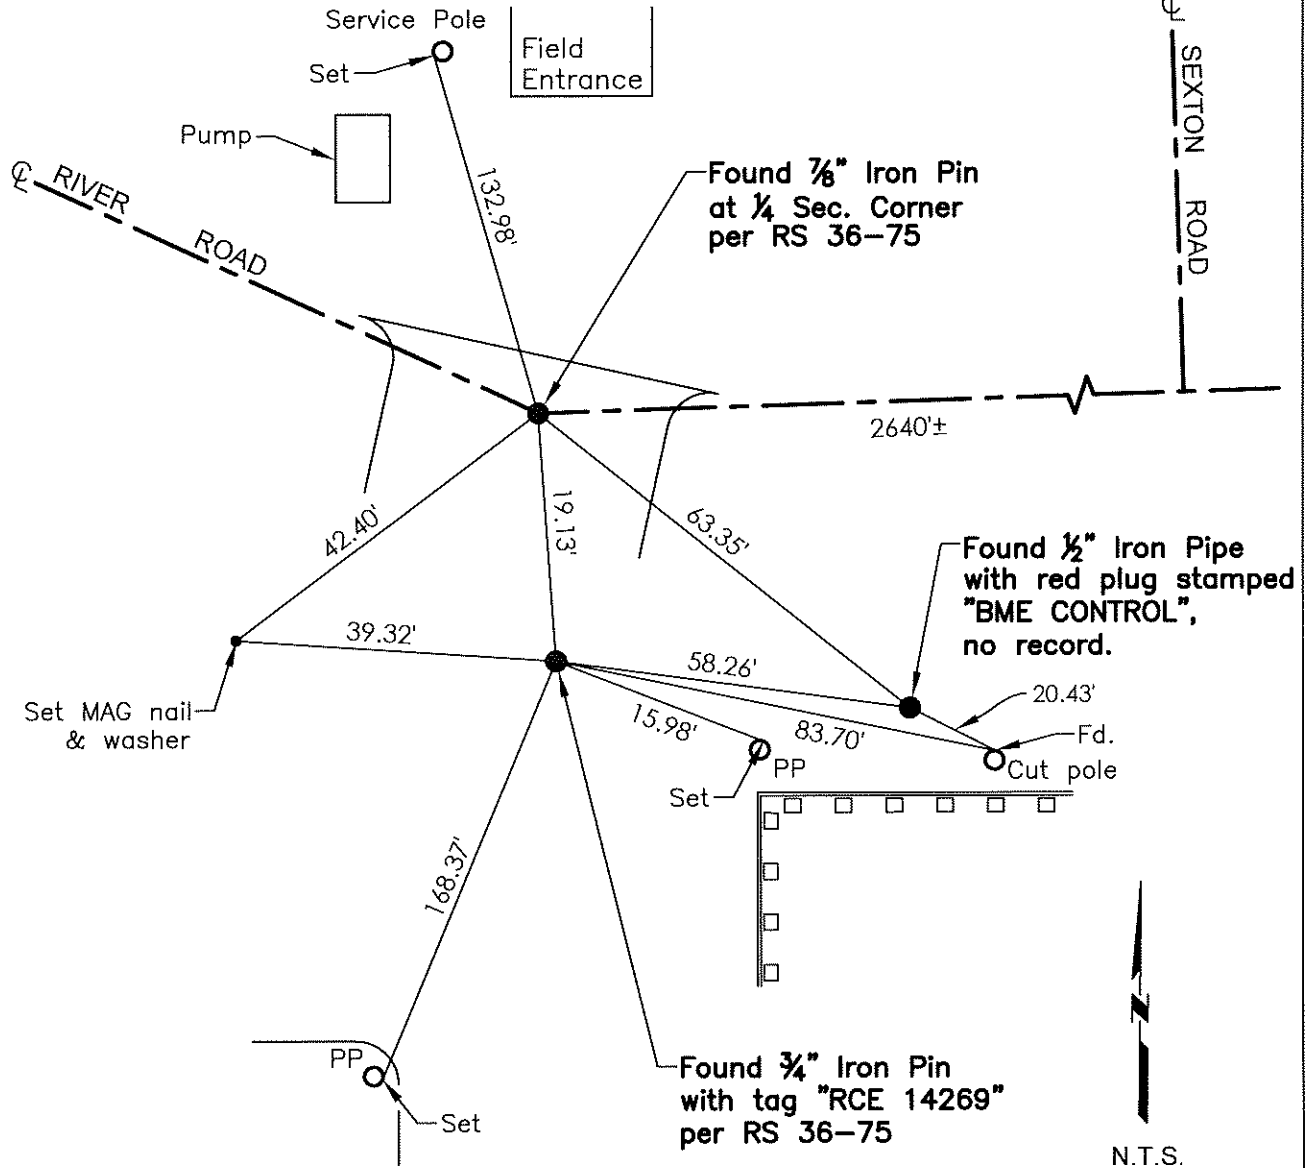 Service Pole
Set
Field
Entrance
Pump
℄ RIVER ROAD
℄ SEXTON ROAD
132.98'
Found ⅞" Iron Pin
at ¼ Sec. Corner
per RS 36–75
2640'±
42.40'
19.13'
63.35'
Found ½" Iron Pipe
with red plug stamped
"BME CONTROL",
no record.
39.32'
58.26'
20.43'
Set MAG nail
& washer
15.98'
83.70'
Fd.
PP
Cut pole
Set
168.37'
PP
Set
Found ¾" Iron Pin
with tag "RCE 14269"
per RS 36–75
N
N.T.S.